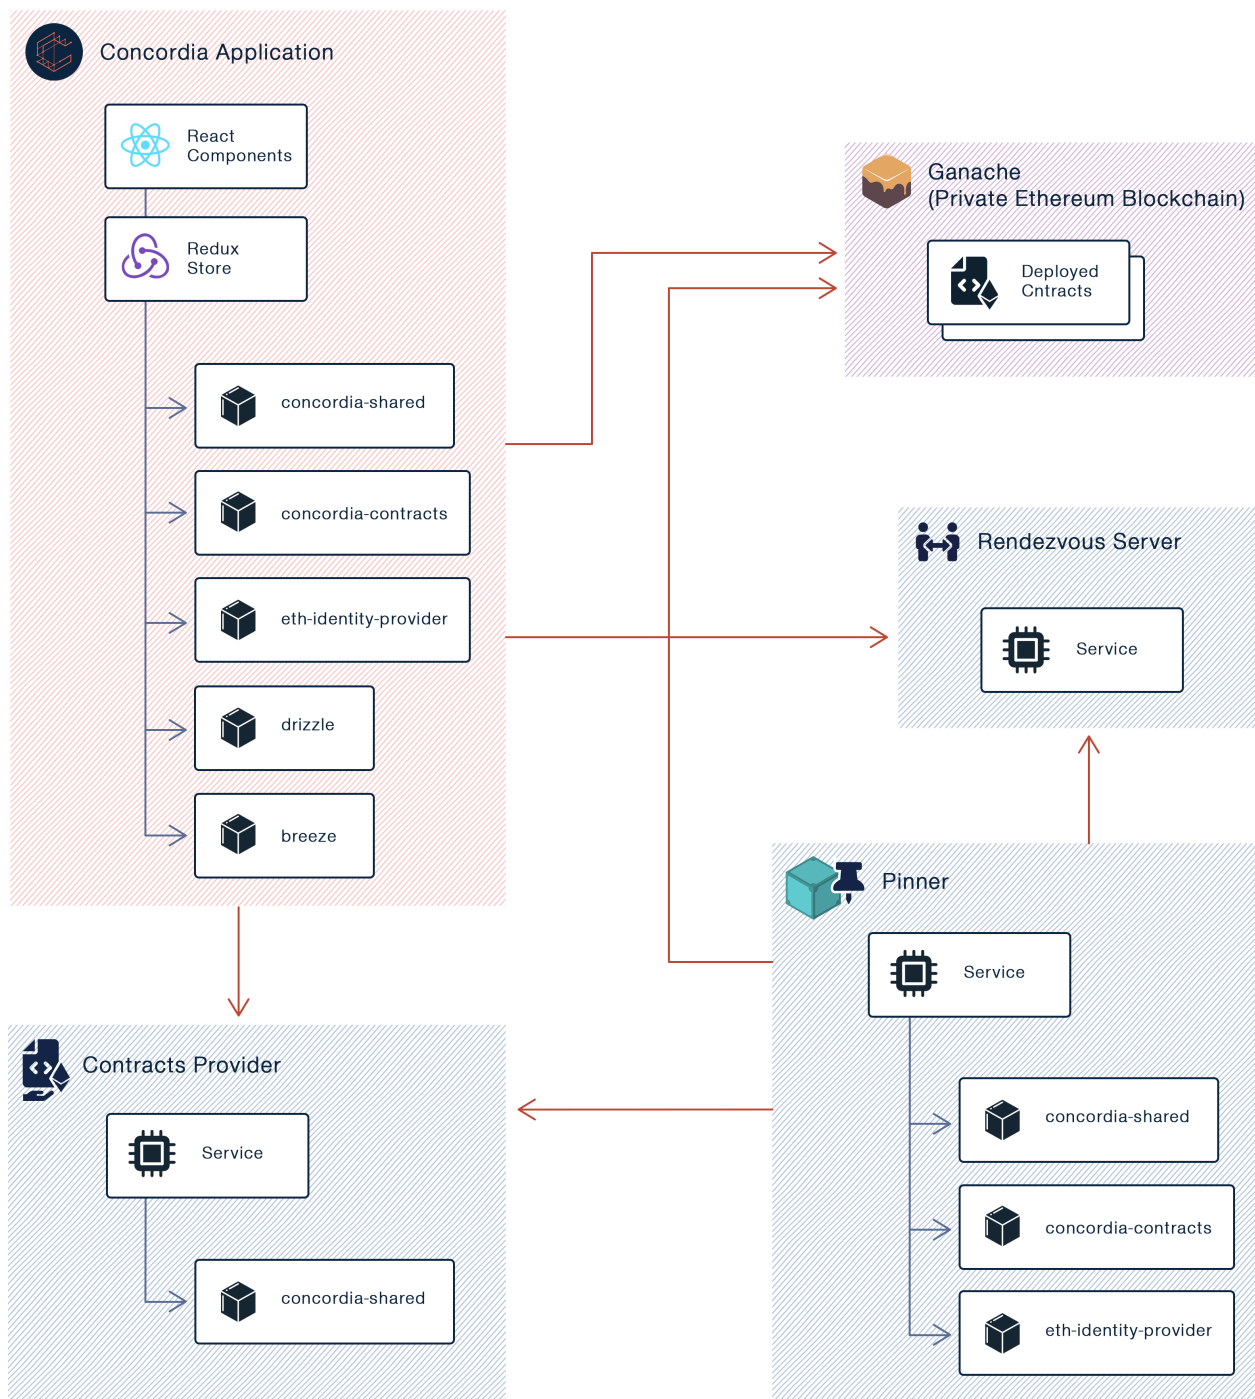 Concordia Application
React
Components
Redux
Store
concordia-shared
concordia-contracts
eth-identity-provider
drizzle
breeze
Ganache
(Private Ethereum Blockchain)
Deployed
Cntracts
Rendezvous Server
Service
Pinner
Service
concordia-shared
concordia-contracts
eth-identity-provider
Contracts Provider
Service
concordia-shared